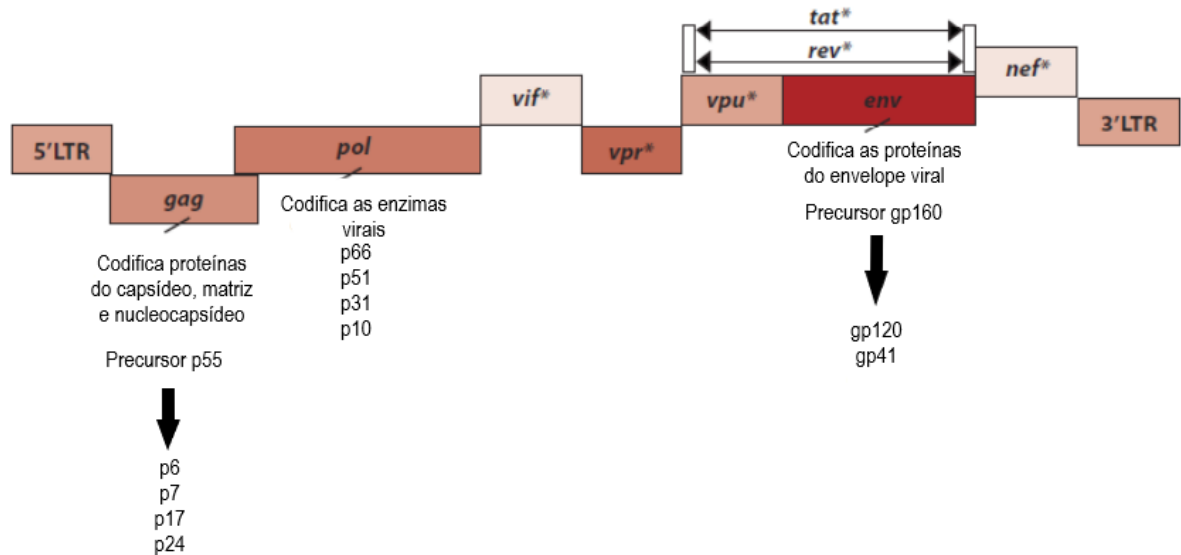 tat*
rev*
nef*
vif*
vpu*
env
5'LTR
pol
vpr*
3'LTR
gag
Codifica as proteínas
do envelope viral
Precursor gp160
gp120
gp41
Codifica as enzimas
virais
p66
p51
p31
p10
Codifica proteínas
do capsídeo, matriz
e nucleocapsídeo
Precursor p55
p6
p7
p17
p24